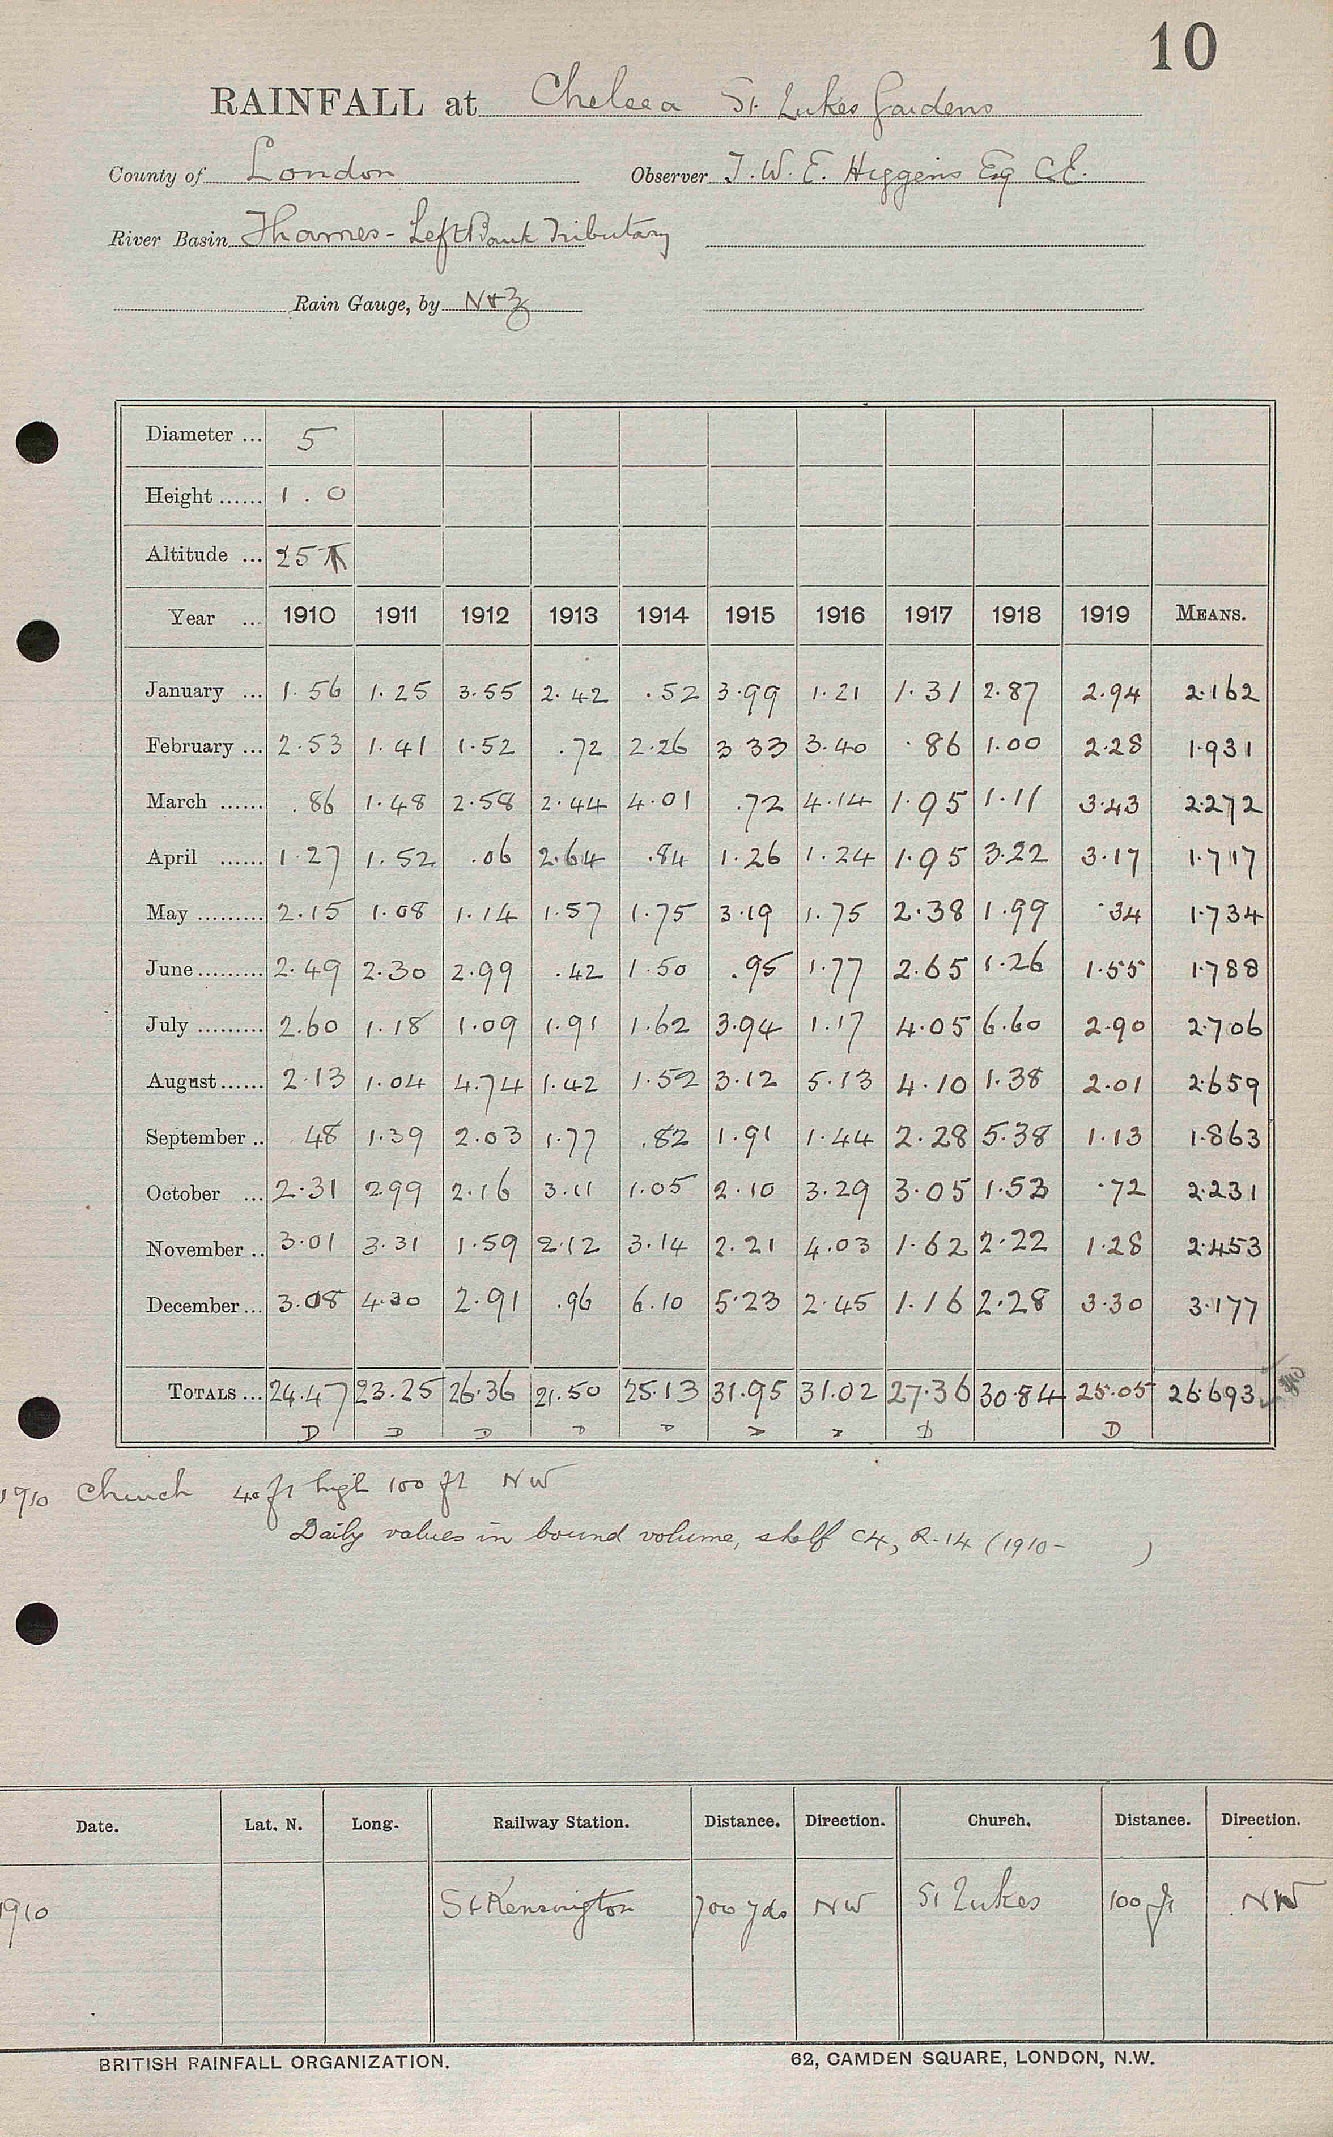 10
RAINFALL at Chelsea St. Lukes Gardens
County of London Observer J. W. E. Higgens Esq C.E.
River Basin Thames - Left Bank Tributary
Rain Gauge, by N & Z
Diameter ... 5
Height ...... 1 . 0
Altitude ... 25
Year ... 1910 1911 1912 1913 1914 1915 1916 1917 1918 1919 MEANS.
January ... 1.56 1.25 3.55 2.42 .52 3.99 1.21 1.31 2.87 2.94 2.162
February ... 2.53 1.41 1.52 .72 2.26 3 33 3.40 .86 1.00 2.28 1.931
March ...... .86 1.48 2.58 2.44 4.01 .72 4.14 1.95 1.11 3.43 2.272
April ...... 1.27 1.52 .06 2.64 .84 1.26 1.24 1.95 3.22 3.17 1.717
May .......... 2.15 1.08 1.14 1.57 1.75 3.19 1.75 2.38 1.99 .34 1.734
June ......... 2.49 2.30 2.99 .42 1.50 .95 1.77 2.65 1.26 1.55 1.788
July .......... 2.60 1.18 1.09 1.91 1.62 3.94 1.17 4.05 6.60 2.90 2.706
August ...... 2.13 1.04 4.74 1.42 1.52 3.12 5.13 4.10 1.38 2.01 2.659
September .. .48 1.39 2.03 1.77 .82 1.91 1.44 2.28 5.38 1.13 1.863
October ... 2.31 2.99 2.16 3.11 1.05 2.10 3.29 3.05 1.53 .72 2.231
November .. 3.01 3.31 1.59 2.12 3.14 2.21 4.03 1.62 2.22 1.28 2.453
December ... 3.08 4.30 2.91 .96 6.10 5.23 2.45 1.16 2.28 3.30 3.177
TOTALS ... 24.47 23.25 26.36 21.50 25.13 31.95 31.02 27.36 30.84 25.05 26.693
D D D D D D D D D
1910 Church 40 ft high 100 ft NW
Daily values in bound volume, shelf C4, R.14 (1910- )
Date. Lat. N. Long. Railway Station. Distance. Direction. Church. Distance. Direction.
1910 St Kensington 700 yds NW St Lukes 100 ft NW
BRITISH RAINFALL ORGANIZATION. 62, CAMDEN SQUARE, LONDON, N.W.